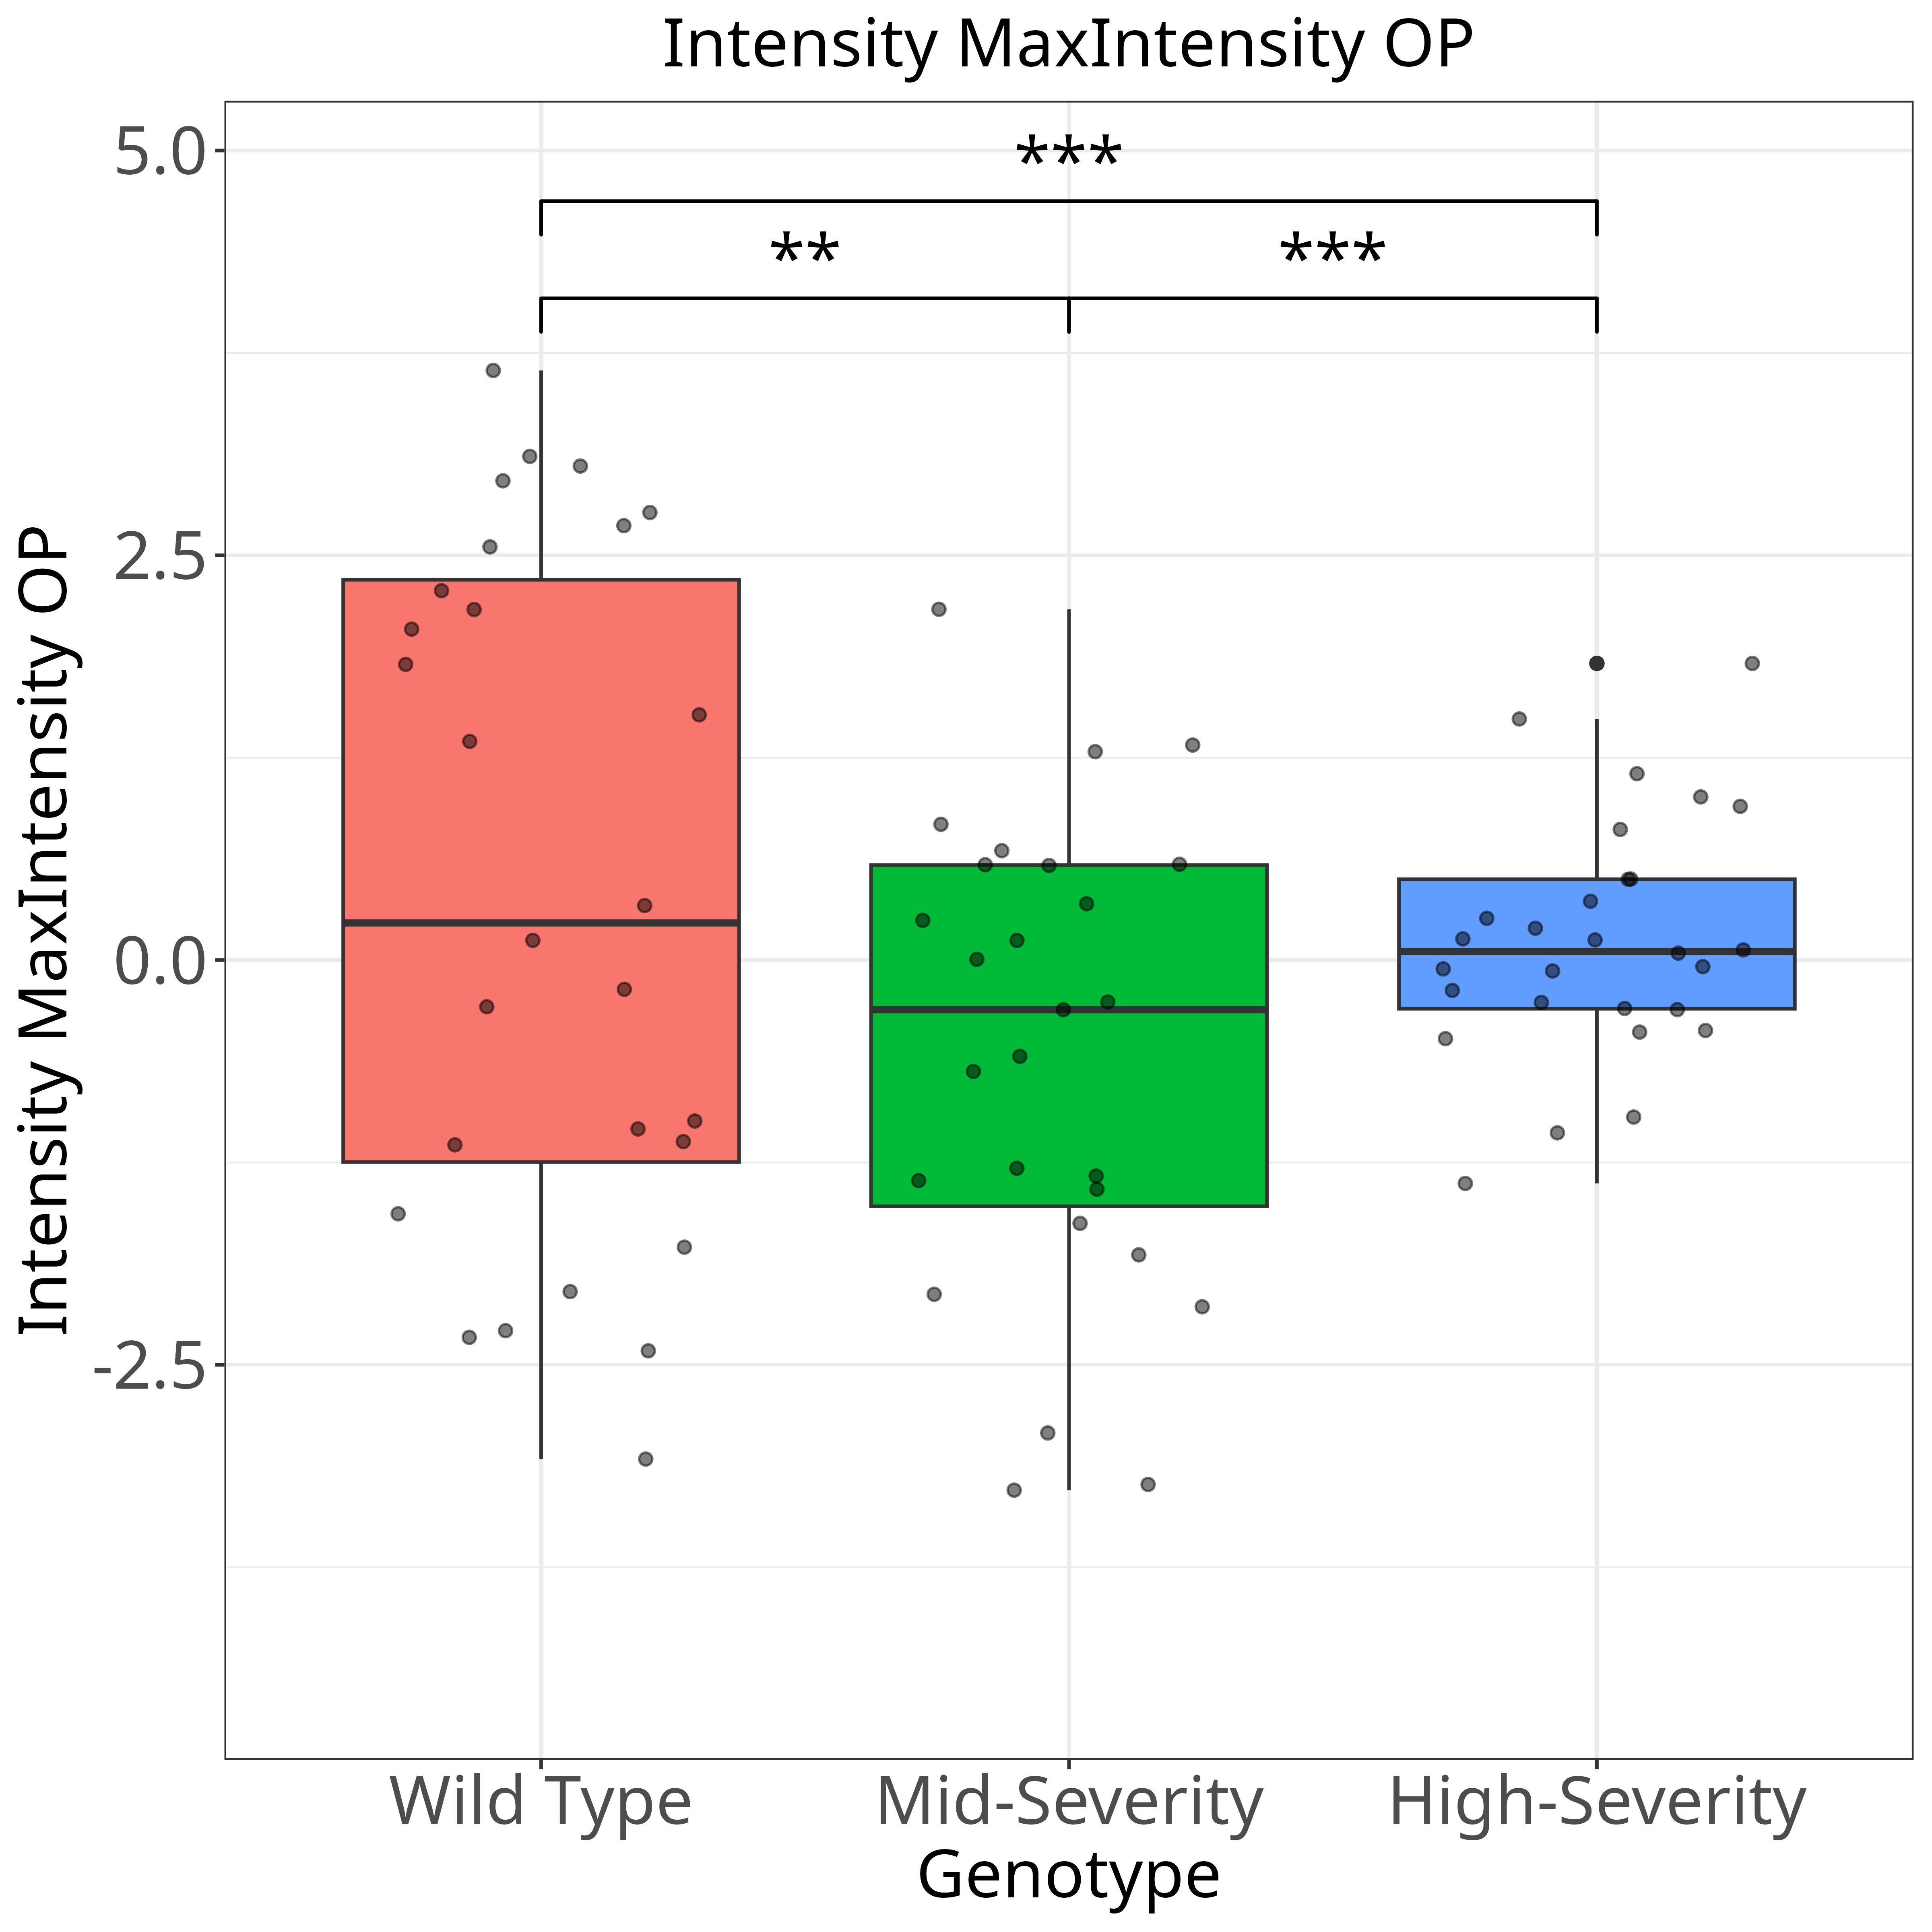 Intensity MaxIntensity OP
Intensity MaxIntensity OP
5.0
2.5
0.0
-2.5
***
**
***
Wild Type
Mid-Severity
High-Severity
Genotype